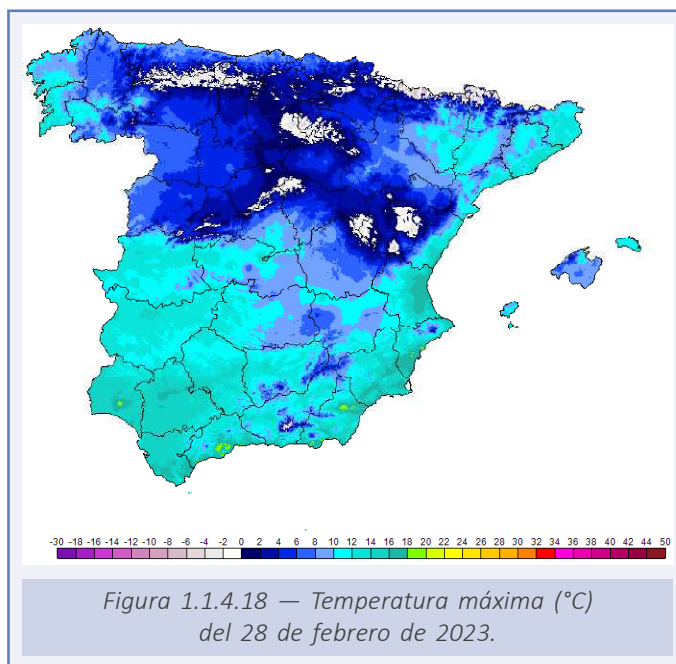 -30 -18 -16 -14 -12 -10 -8 -6 -4 -2 0 2 4 6 8 10 12 14 16 18 20 22 24 26 28 30 32 34 36 38 40 42 44 50
Figura 1.1.4.18 — Temperatura máxima (°C)
del 28 de febrero de 2023.